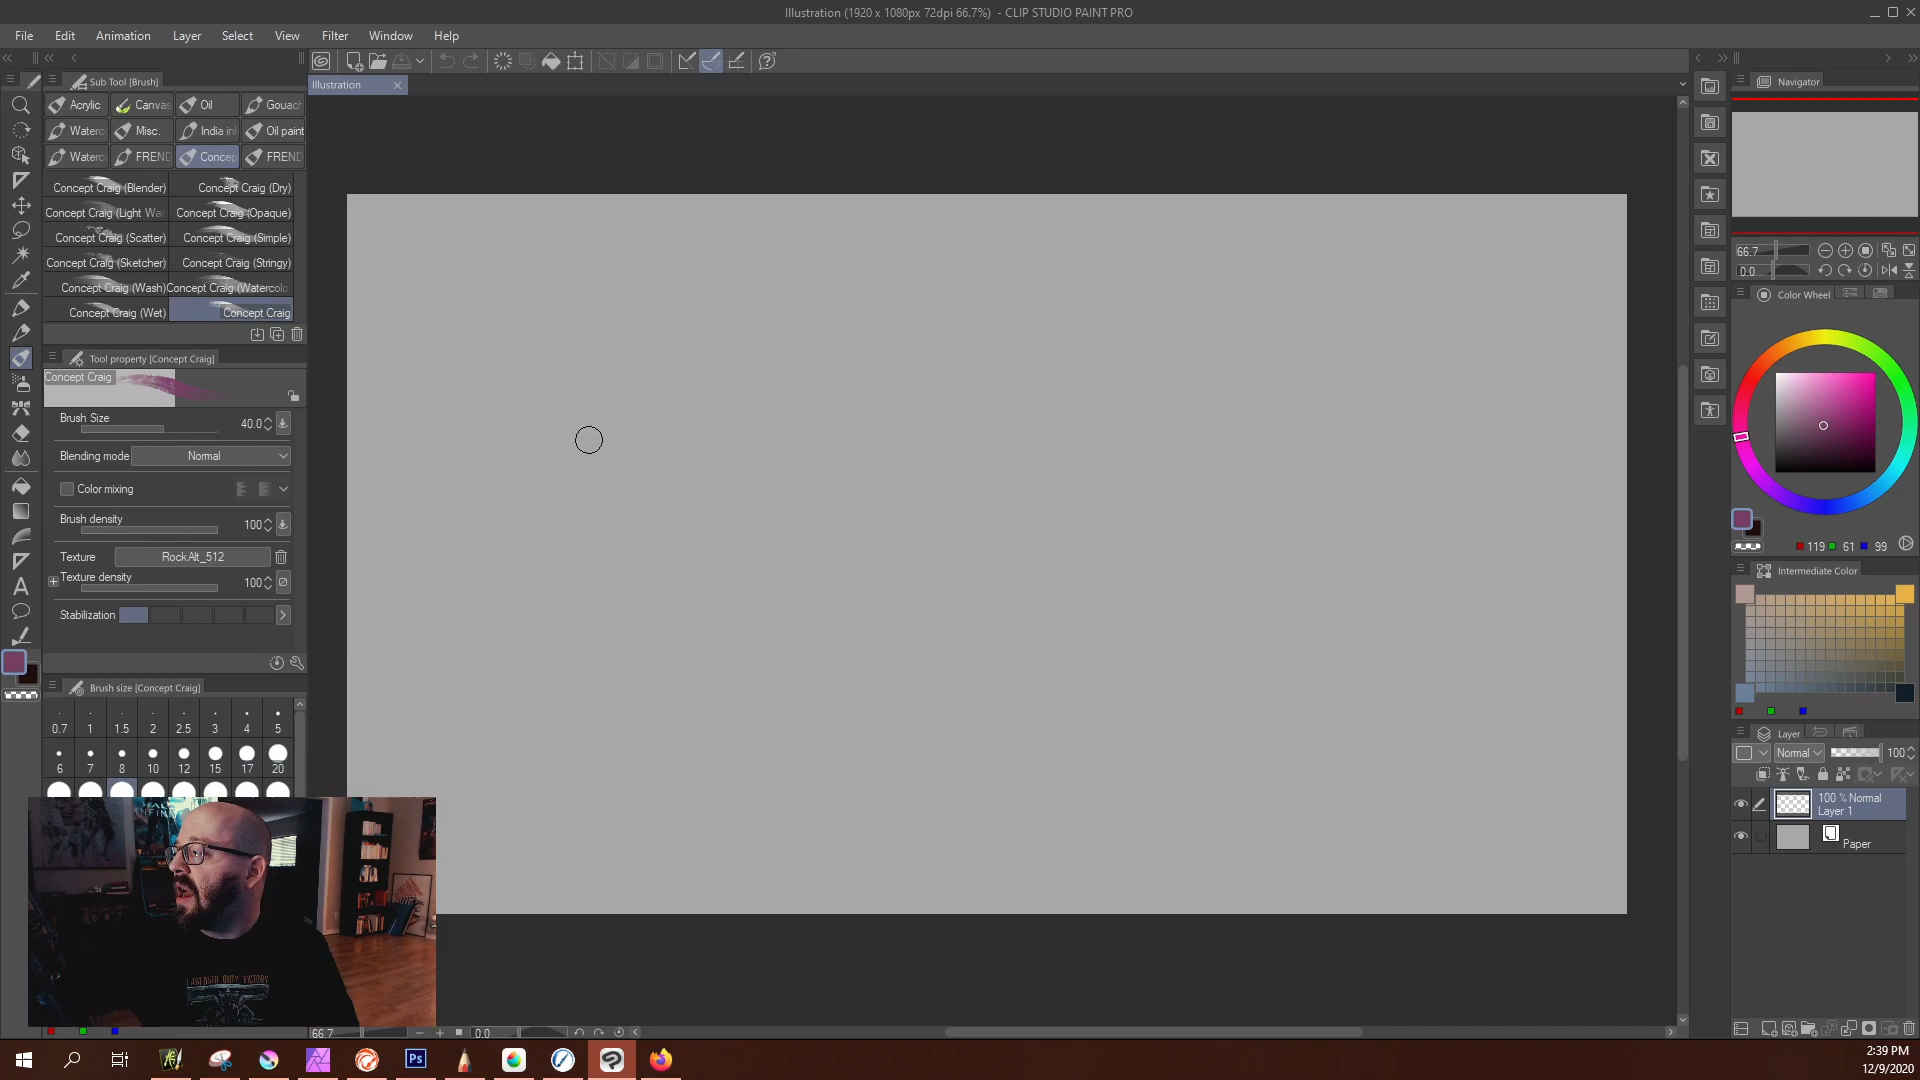 Illustration (1920 x 1080px 72dpi 66.7%) - CLIP STUDIO PAINT PRO
File Edit Animation Layer Select View Filter Window Help
Sub Tool [Brush]
Illustration
Navigator
Acrylic Canvas Oil Gouach
Waterc Misc. India in Oil paint
Waterc FREND Concep FREND
Concept Craig (Blender) Concept Craig (Dry)
Concept Craig (Light Wa Concept Craig (Opaque)
Concept Craig (Scatter) Concept Craig (Simple)
Concept Craig (Sketcher) Concept Craig (Stringy)
Concept Craig (Wash) Concept Craig (Watercolo
Concept Craig (Wet) Concept Craig
Tool property [Concept Craig]
Concept Craig
Brush Size 40.0
Blending mode Normal
Color mixing
Brush density 100
Texture RockAlt_512
Texture density 100
Stabilization
Brush size [Concept Craig]
0.7 1 1.5 2 2.5 3 4 5
6 7 8 10 12 15 17 20
66.7
0.0
Color Wheel
119 61 99
Intermediate Color
Layer
Normal 100
100 % Normal
Layer 1
Paper
66.7 0.0
Ps
2:39 PM
12/9/2020